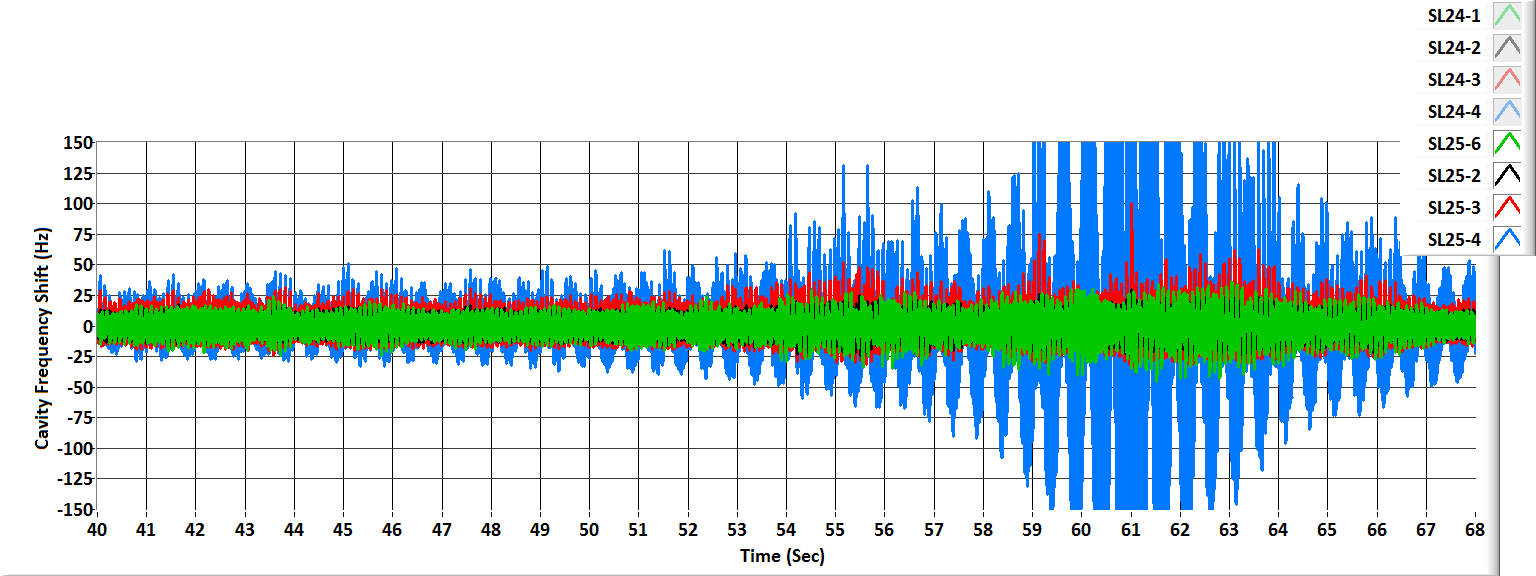 SL24-1
SL24-2
SL24-3
SL24-4
SL25-6
SL25-2
SL25-3
SL25-4
150
125
100
75
50
25
0
-25
-50
-75
-100
-125
-150
Cavity Frequency Shift (Hz)
40 41 42 43 44 45 46 47 48 49 50 51 52 53 54 55 56 57 58 59 60 61 62 63 64 65 66 67 68
Time (Sec)